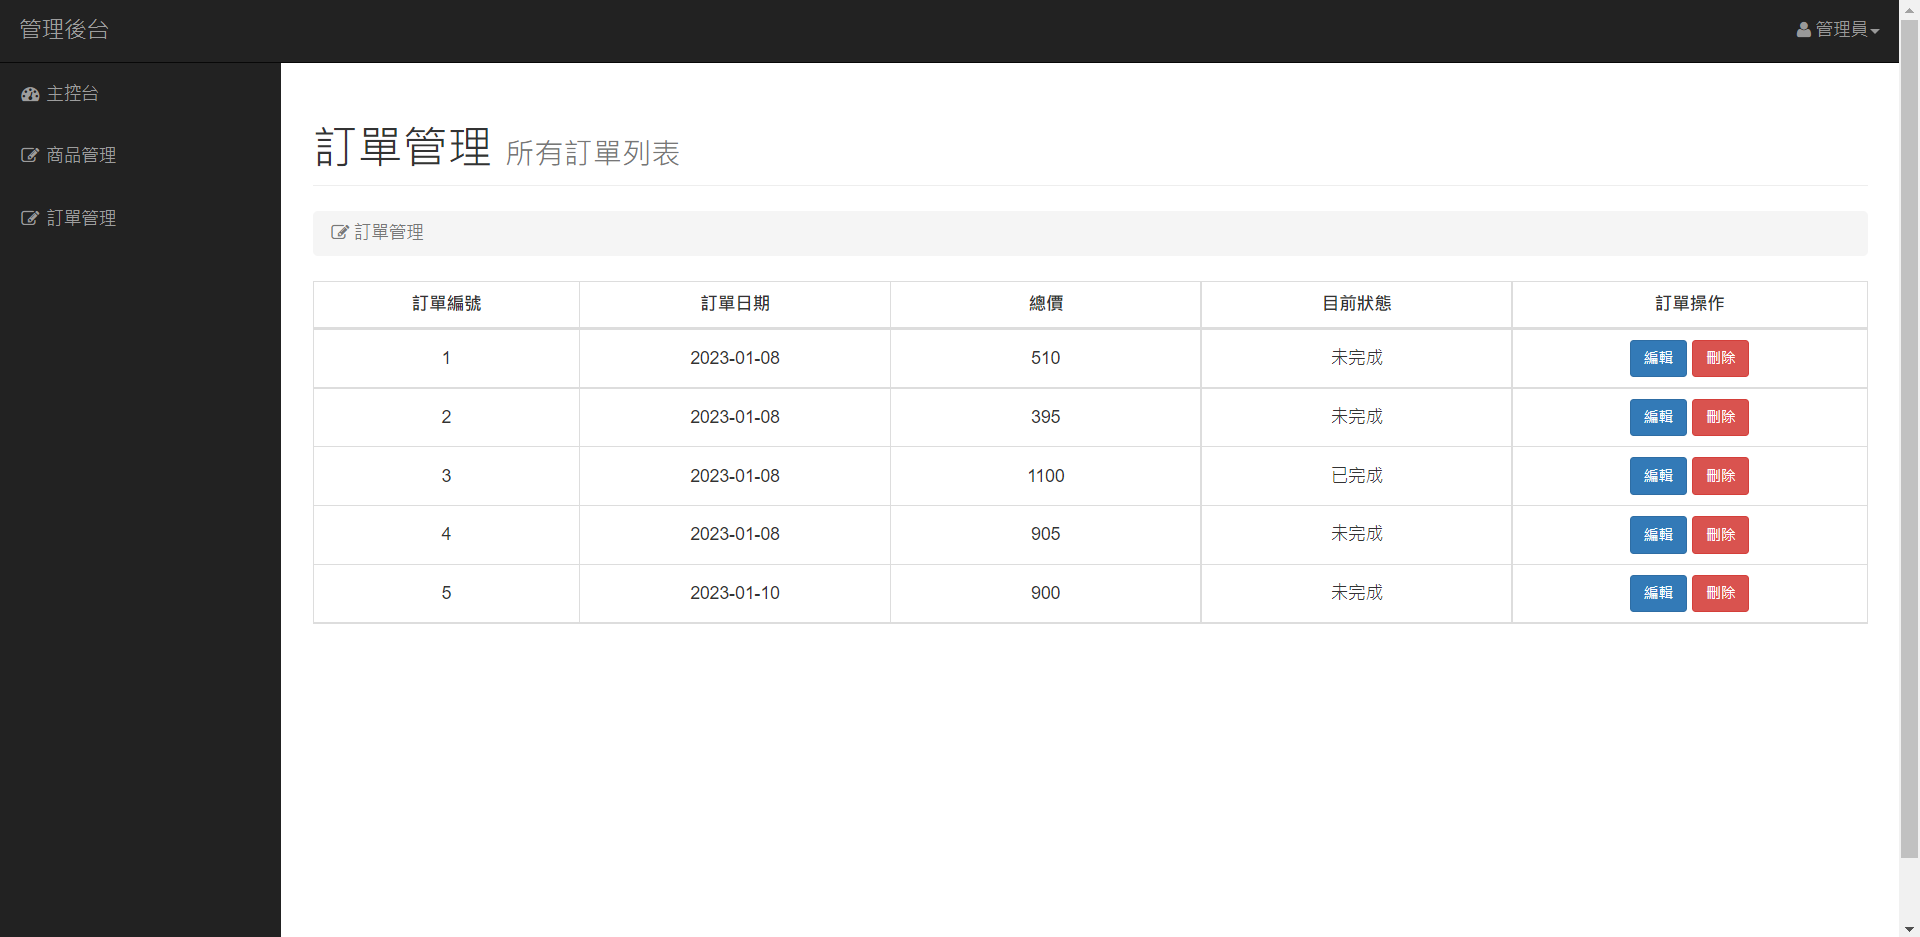 管理後台
管理員
主控台
商品管理
訂單管理
訂單管理 所有訂單列表
訂單管理
訂單編號 訂單日期 總價 目前狀態 訂單操作
1 2023-01-08 510 未完成 編輯 刪除
2 2023-01-08 395 未完成 編輯 刪除
3 2023-01-08 1100 已完成 編輯 刪除
4 2023-01-08 905 未完成 編輯 刪除
5 2023-01-10 900 未完成 編輯 刪除